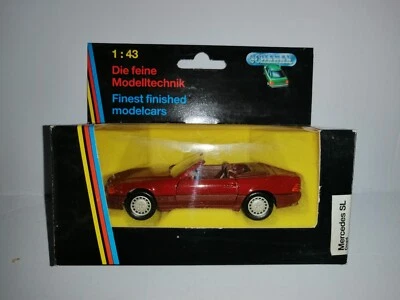 1:43
Die feine
Modelltechnik
Finest finished
modelcars
Mercedes SL